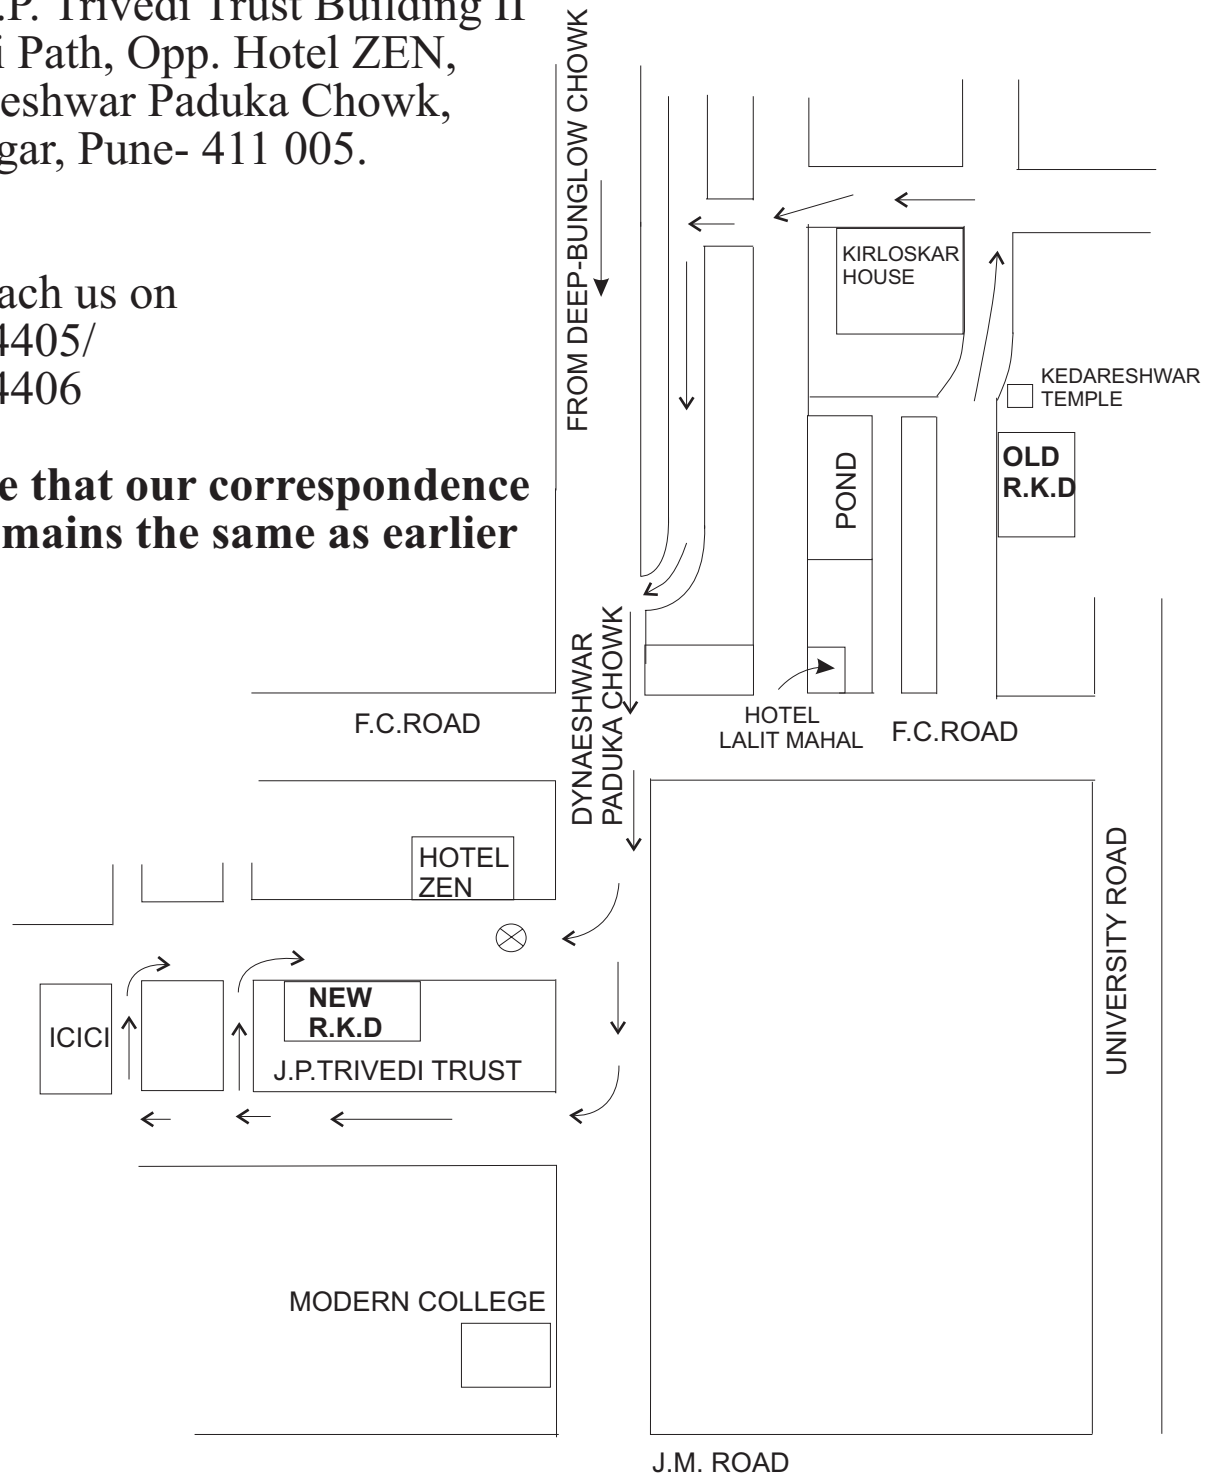 .P. Trivedi Trust Building II
i Path, Opp. Hotel ZEN,
eshwar Paduka Chowk,
gar, Pune- 411 005.
ach us on
4405/
4406
e that our correspondence
mains the same as earlier
FROM DEEP-BUNGLOW CHOWK
KIRLOSKAR
HOUSE
KEDARESHWAR
TEMPLE
OLD
R.K.D
POND
DYNAESHWAR
PADUKA CHOWK
F.C.ROAD
HOTEL
LALIT MAHAL
F.C.ROAD
HOTEL
ZEN
UNIVERSITY ROAD
NEW
R.K.D
ICICI
J.P.TRIVEDI TRUST
MODERN COLLEGE
J.M. ROAD